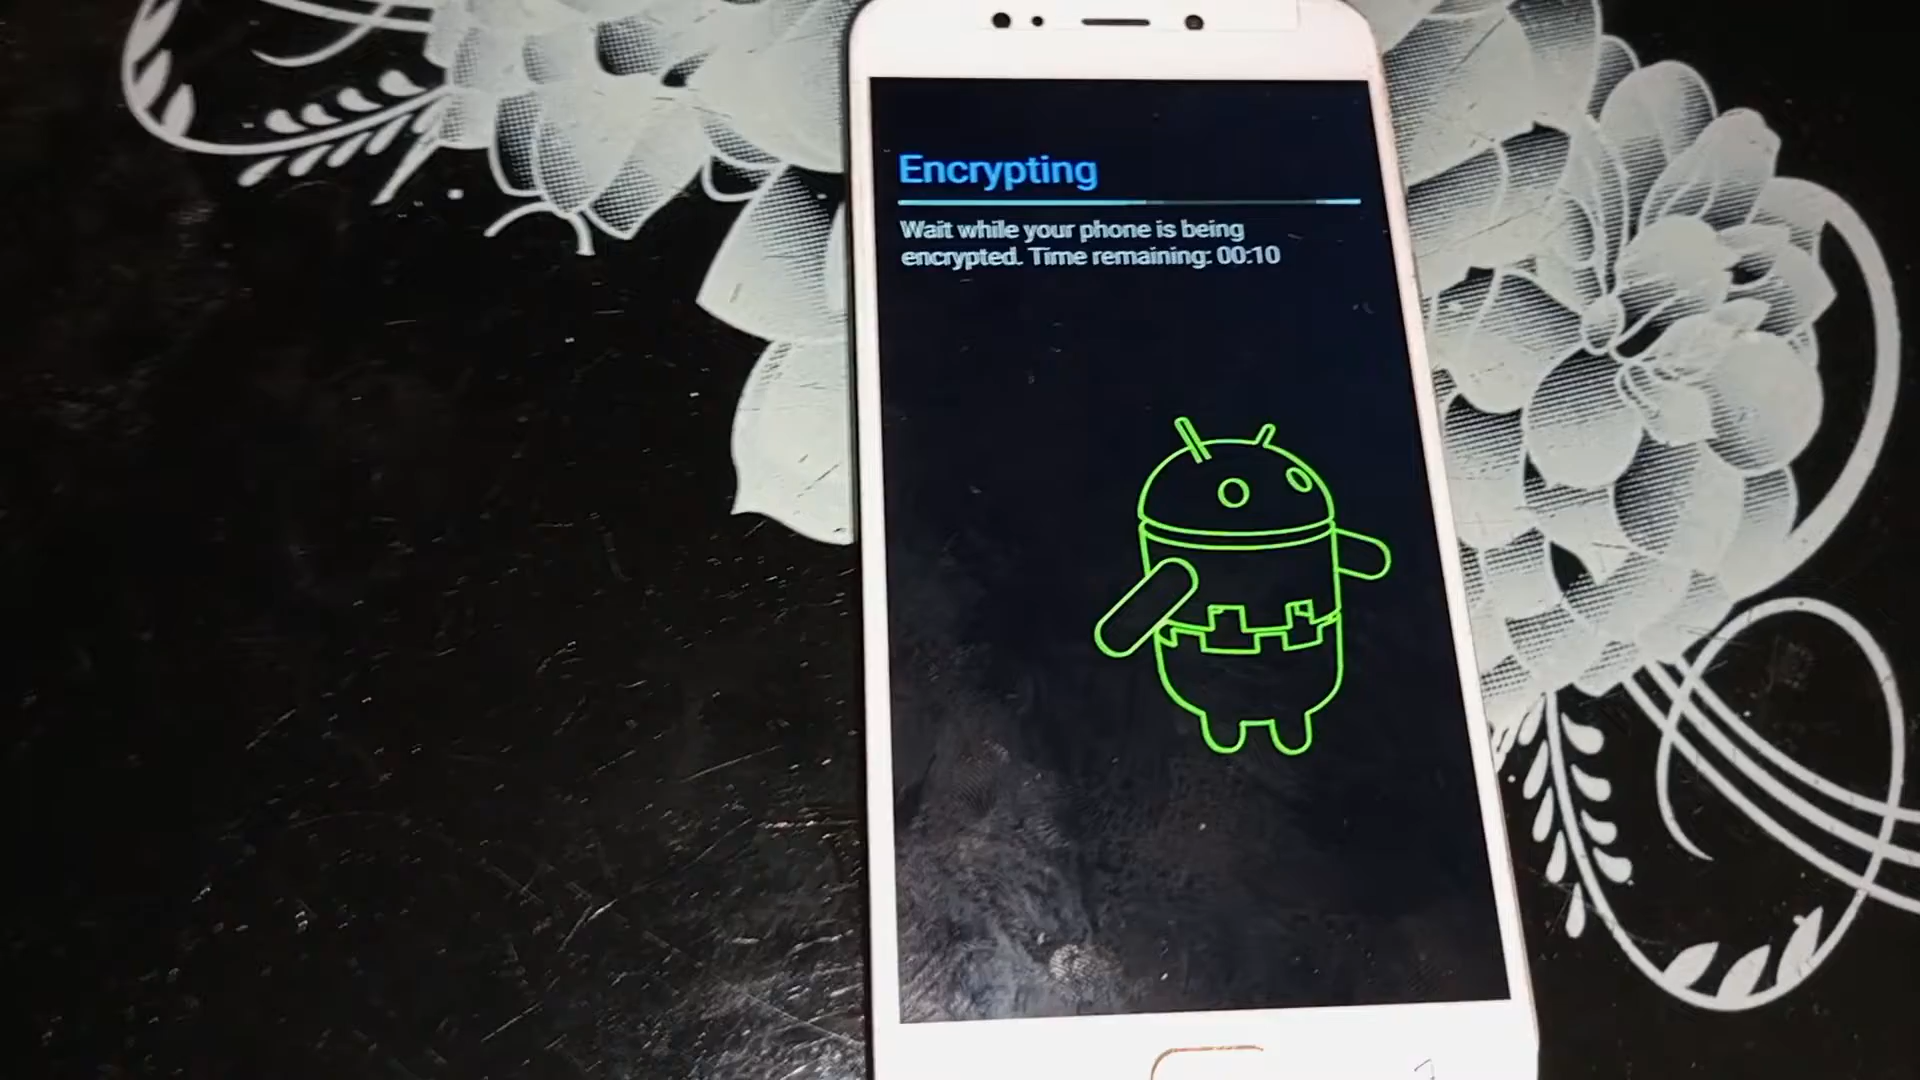 Encrypting
Wait while your phone is being
encrypted. Time remaining: 00:10